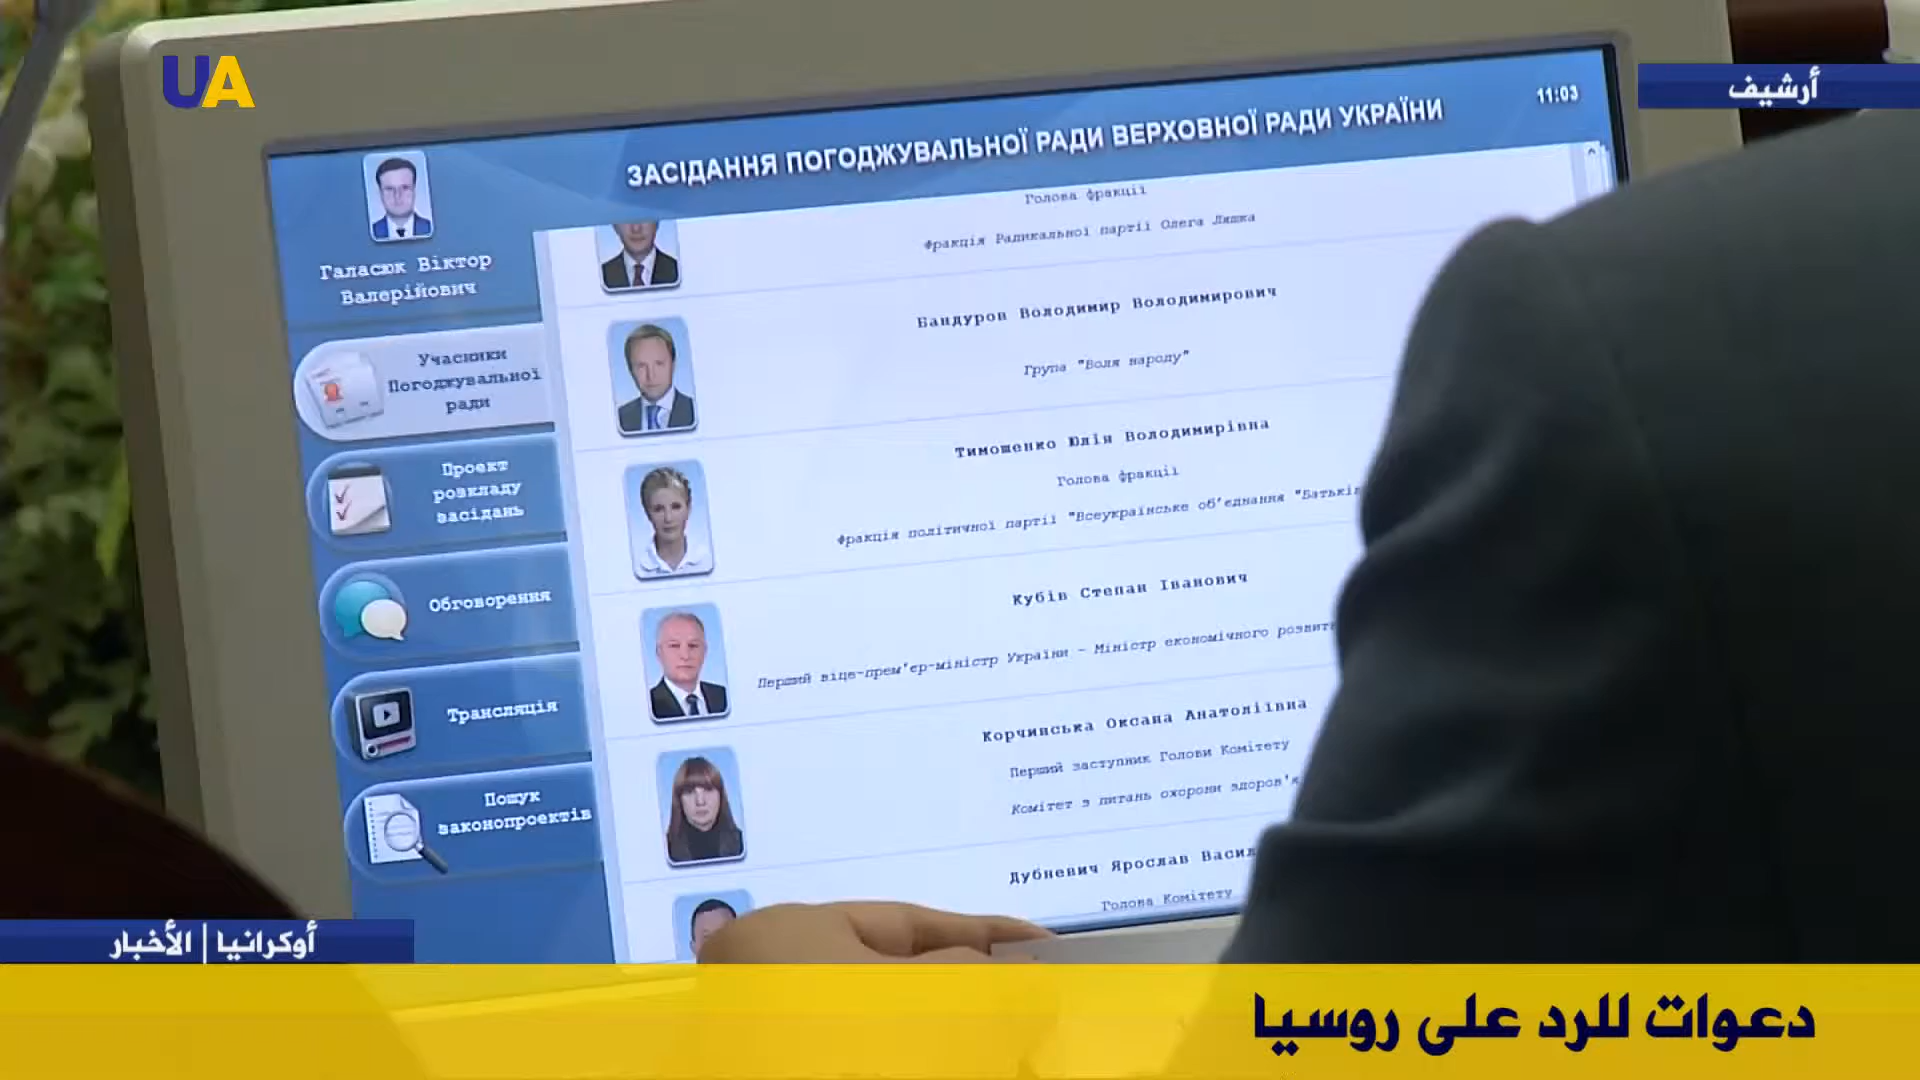 UA
أرشيف
11:03
ЗАСІДАННЯ ПОГОДЖУВАЛЬНОЇ РАДИ ВЕРХОВНОЇ РАДИ УКРАЇНИ
Галасюк Віктор
Валерійович
Учасники
Погоджувальної
ради
Проект
розкладу
засідань
Обговорення
Трансляція
Пошук
законопроектів
Голова фракції
Фракція Радикальної партії Олега Ляшка
Бандуров Володимир Володимирович
Група "Воля народу"
Тимошенко Юлія Володимирівна
Голова фракції
Фракція політичної партії "Всеукраїнське об'єднання "Батьків
Кубів Степан Іванович
Перший віце-прем'єр-міністр України - Міністр економічного розвитк
Корчинська Оксана Анатоліївна
Перший заступник Голови Комітету
Комітет з питань охорони здоров'я
Дубневич Ярослав Васил
Голова Комітету
أوكرانيا | الأخبار
دعوات للرد على روسيا